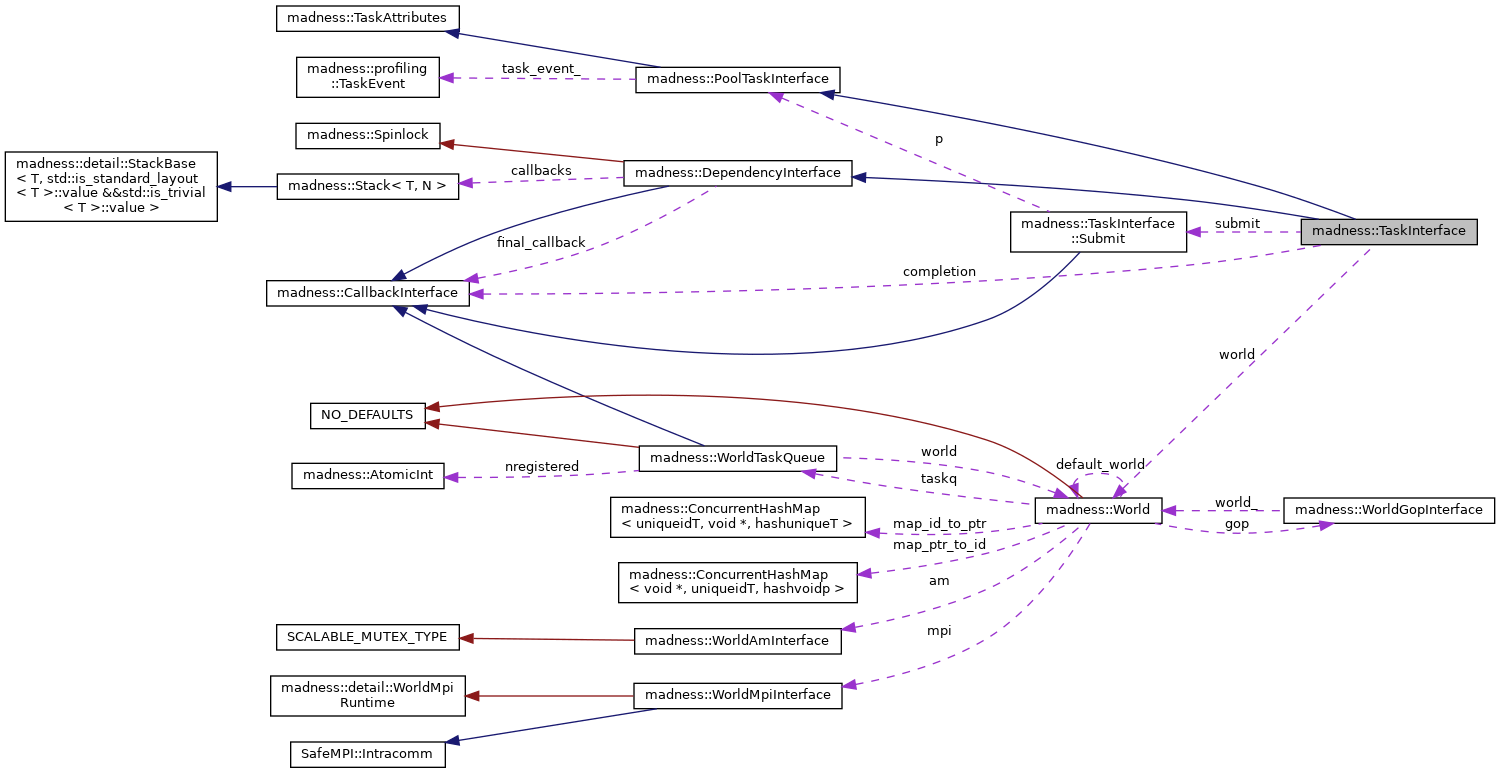 madness::TaskAttributes
madness::profiling
::TaskEvent
task_event_
madness::PoolTaskInterface
madness::Spinlock
p
madness::detail::StackBase
< T, std::is_standard_layout
< T >::value &&std::is_trivial
< T >::value >
madness::Stack< T, N >
callbacks
madness::DependencyInterface
madness::TaskInterface
::Submit
submit
madness::TaskInterface
final_callback
completion
madness::CallbackInterface
world
NO_DEFAULTS
madness::WorldTaskQueue
world
default_world
madness::AtomicInt
nregistered
taskq
madness::ConcurrentHashMap
< uniqueidT, void *, hashuniqueT >
map_id_to_ptr
madness::World
world_
gop
madness::WorldGopInterface
map_ptr_to_id
madness::ConcurrentHashMap
< void *, uniqueidT, hashvoidp >
am
SCALABLE_MUTEX_TYPE
madness::WorldAmInterface
mpi
madness::detail::WorldMpi
Runtime
madness::WorldMpiInterface
SafeMPI::Intracomm